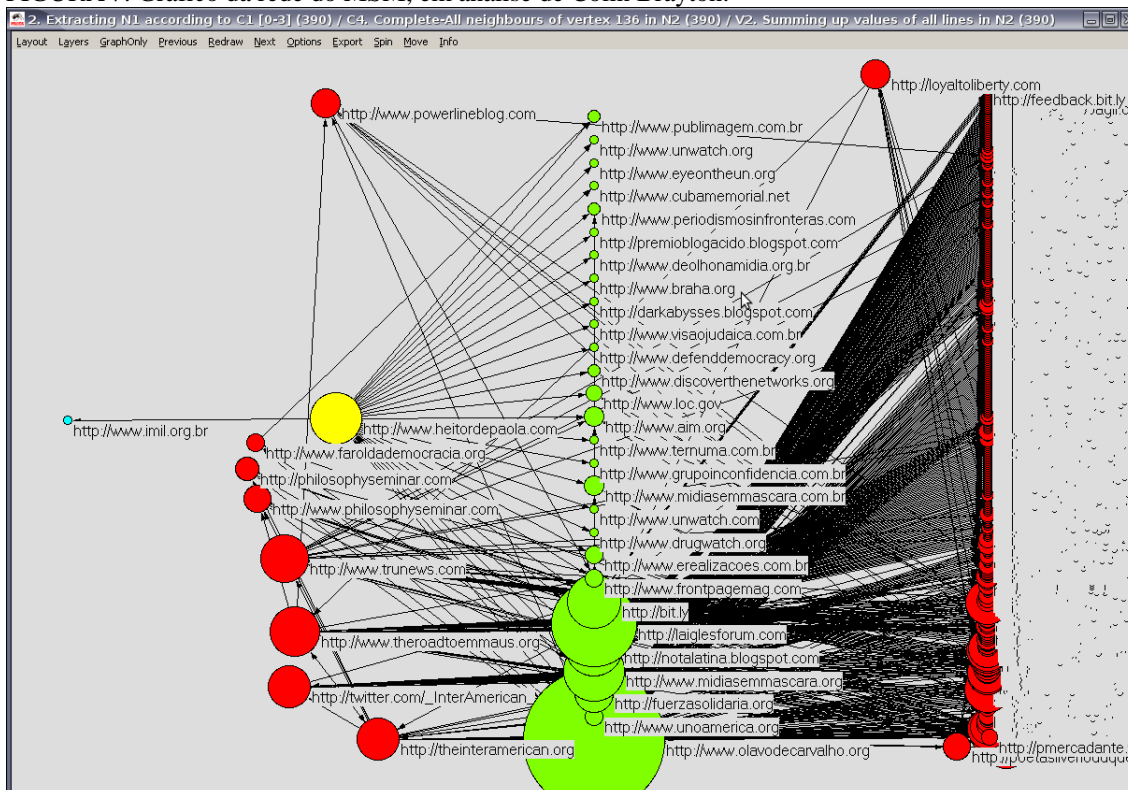 FIGURA 7. Gráfico da rede do MSM, em análise de Colin Brayton.
2. Extracting N1 according to C1 [0-3] (390) / C4. Complete-All neighbours of vertex 136 in N2 (390) / V2. Summing up values of all lines in N2 (390)
Layout Layers GraphOnly Previous Redraw Next Options Export Spin Move Info
http://loyaltoliberty.com
http://feedback.bit.ly
http://www.powerlineblog.com
http://www.publimagem.com.br
http://www.unwatch.org
http://www.eyeontheun.org
http://www.cubamemorial.net
http://www.periodismosinfronteras.com
http://premioblogacido.blogspot.com
http://www.deolhonamidia.org.br
http://www.braha.org
http://darkabysses.blogspot.com
http://www.visaojudaica.com.br
http://www.defenddemocracy.org
http://www.discoverthenetworks.org
http://www.loc.gov
http://www.heitordepaola.com
http://www.aim.org
http://www.imil.org.br
http://www.faroldademocracia.org
http://www.ternuma.com.br
http://philosophyseminar.com
http://www.grupoinconfidencia.com.br
http://www.midiasemmascara.com.br
http://www.philosophyseminar.com
http://www.unwatch.com
http://www.drugwatch.org
http://www.trunews.com
http://www.erealizacoes.com.br
http://www.frontpagemag.com
http://bit.ly
http://www.theroadtoemmaus.org
http://laiglesforum.com
http://notalatina.blogspot.com
http://www.midiasemmascara.org
http://twitter.com/_InterAmerican_
http://fuerzasolidaria.org
http://www.unoamerica.org
http://theinteramerican.org
http://www.olavodecarvalho.org
http://pmercadante.